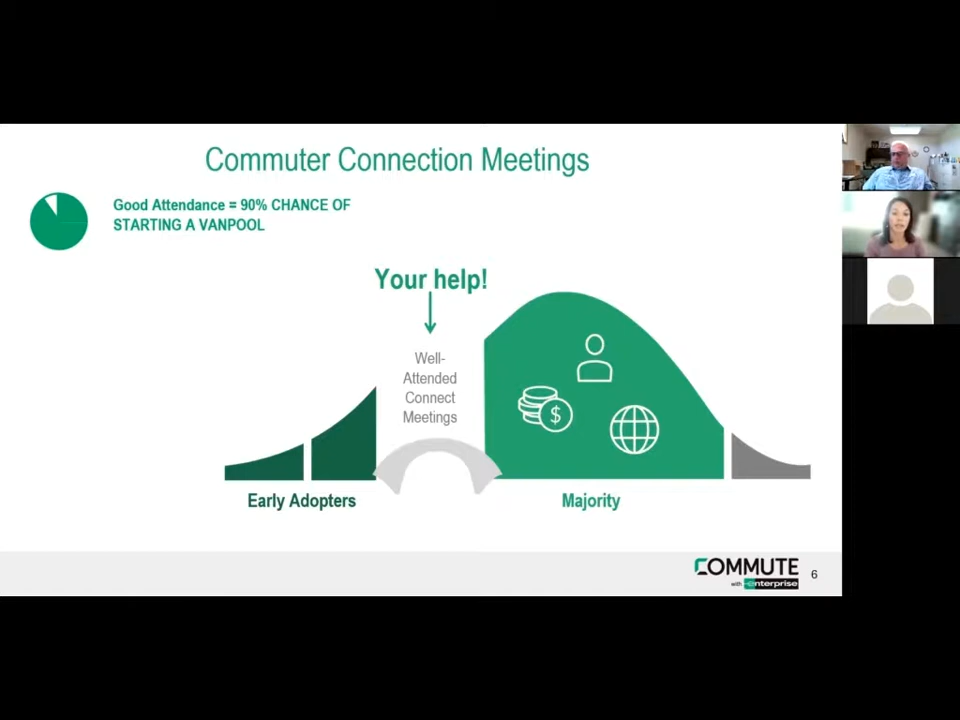 Commuter Connection Meetings
Good Attendance = 90% CHANCE OF
STARTING A VANPOOL
Your help!
Well-
Attended
Connect
Meetings
$
Early Adopters
Majority
COMMUTE
with enterprise
6